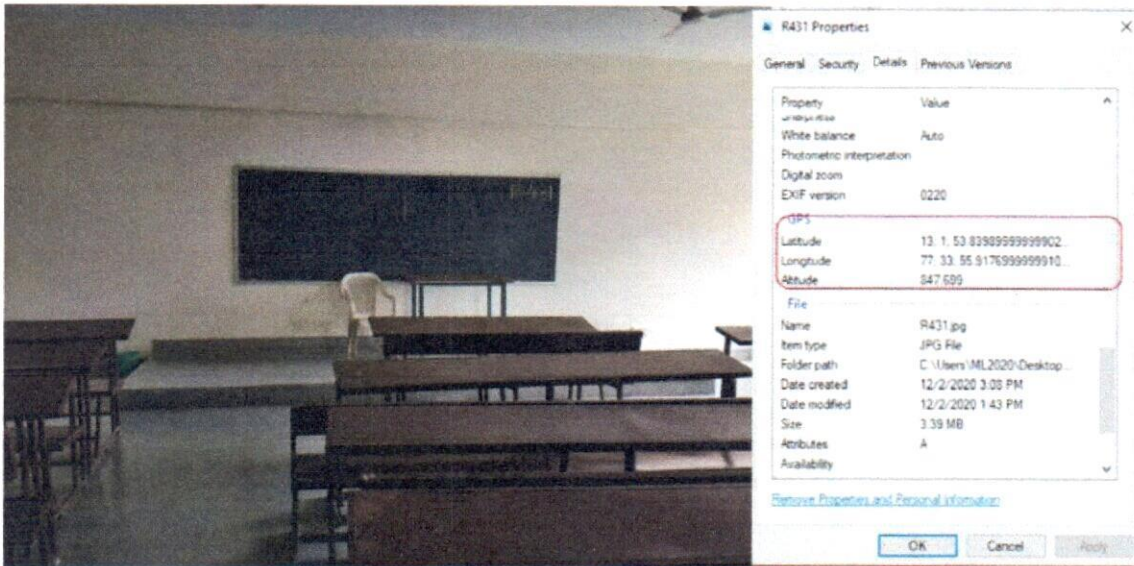 R431 Properties
General Security Details Previous Versions
Property Value
White balance Auto
Photometric interpretation
Digital zoom
EXIF version 0220
GPS
Latitude 13; 1; 53.83989999999902...
Longitude 77; 33; 55.9176999999910...
Altitude 847.699
File
Name R431.jpg
Item type JPG File
Folder path C:\Users\ML2020\Desktop...
Date created 12/2/2020 3:08 PM
Date modified 12/2/2020 1:43 PM
Size 3.39 MB
Attributes A
Availability
Remove Properties and Personal Information
OK Cancel Apply